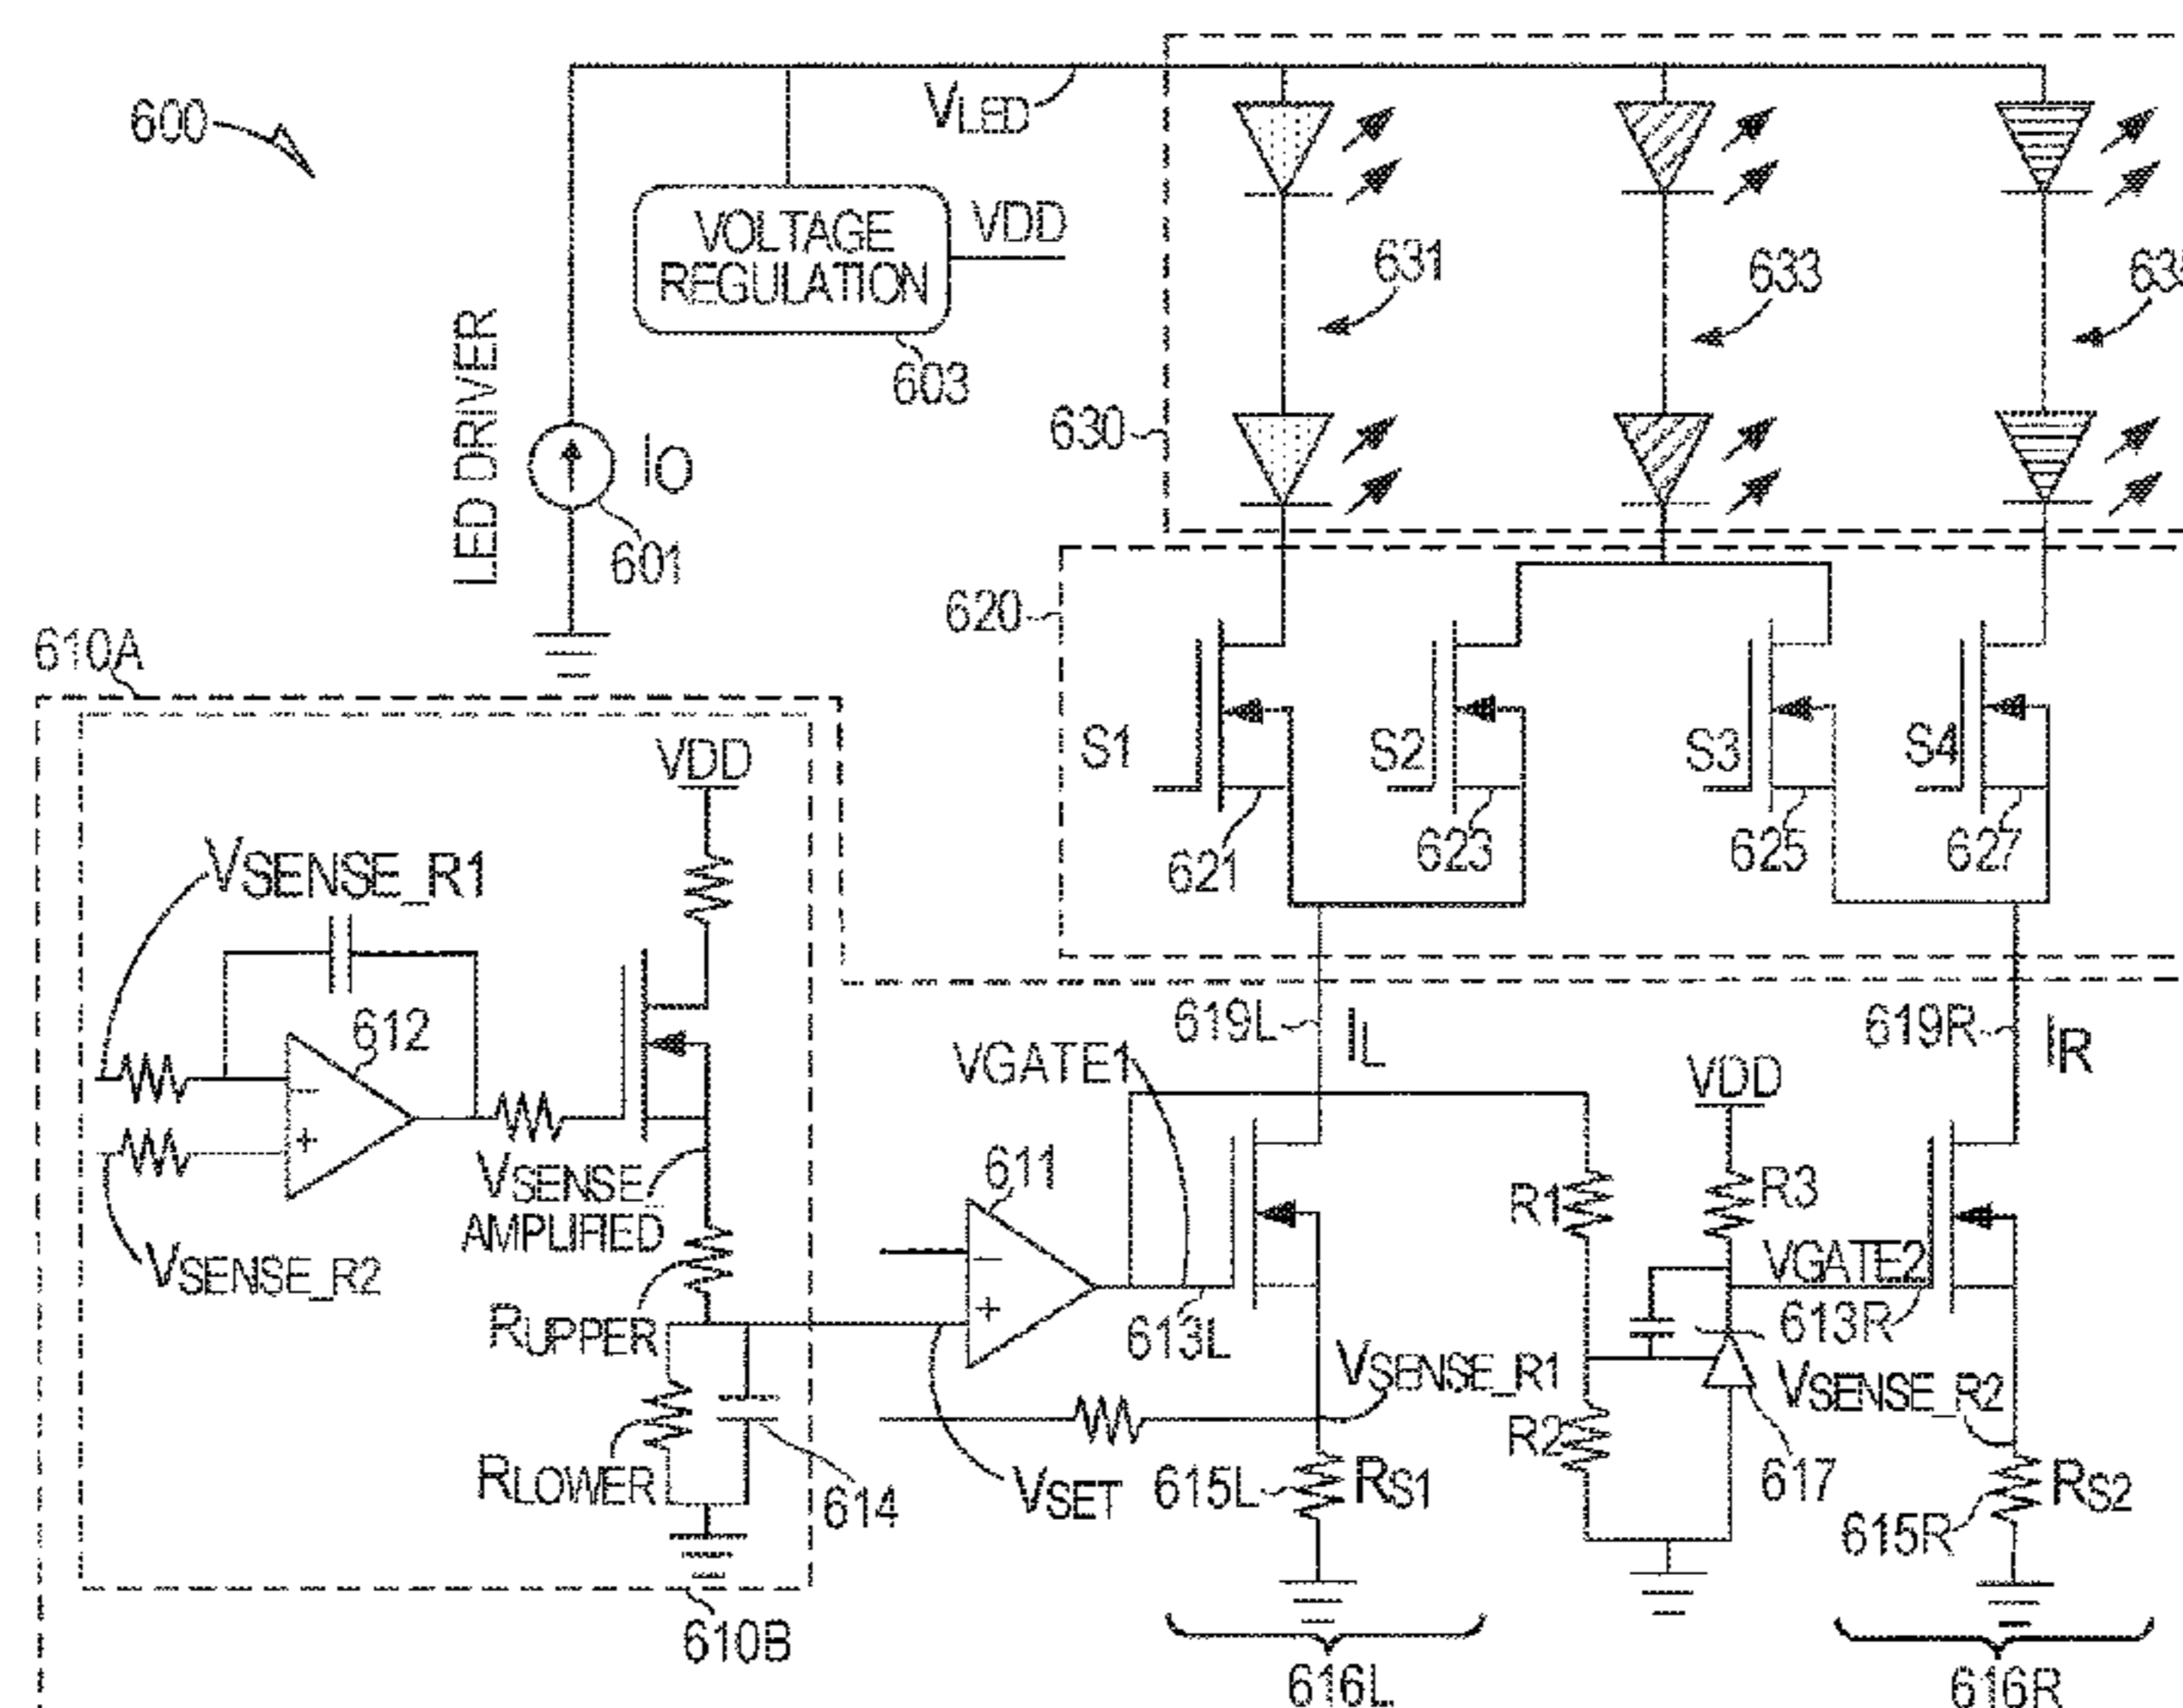 600
VLED
VOLTAGE
REGULATION
VDD
603
LED DRIVER
IO
601
631
633
630
620
610A
S1
S2
S3
S4
621
623
625
627
VDD
VSENSE_R1
612
VSENSE_R2
VSENSE_
AMPLIFIED
RUPPER
RLOWER
614
610B
619L
IL
619R
IR
VGATE1
VDD
611
R1
R3
VGATE2
613L
613R
VSENSE_R1
VSENSE_R2
R2
VSET
615L
RS1
617
615R
RS2
616L
616R